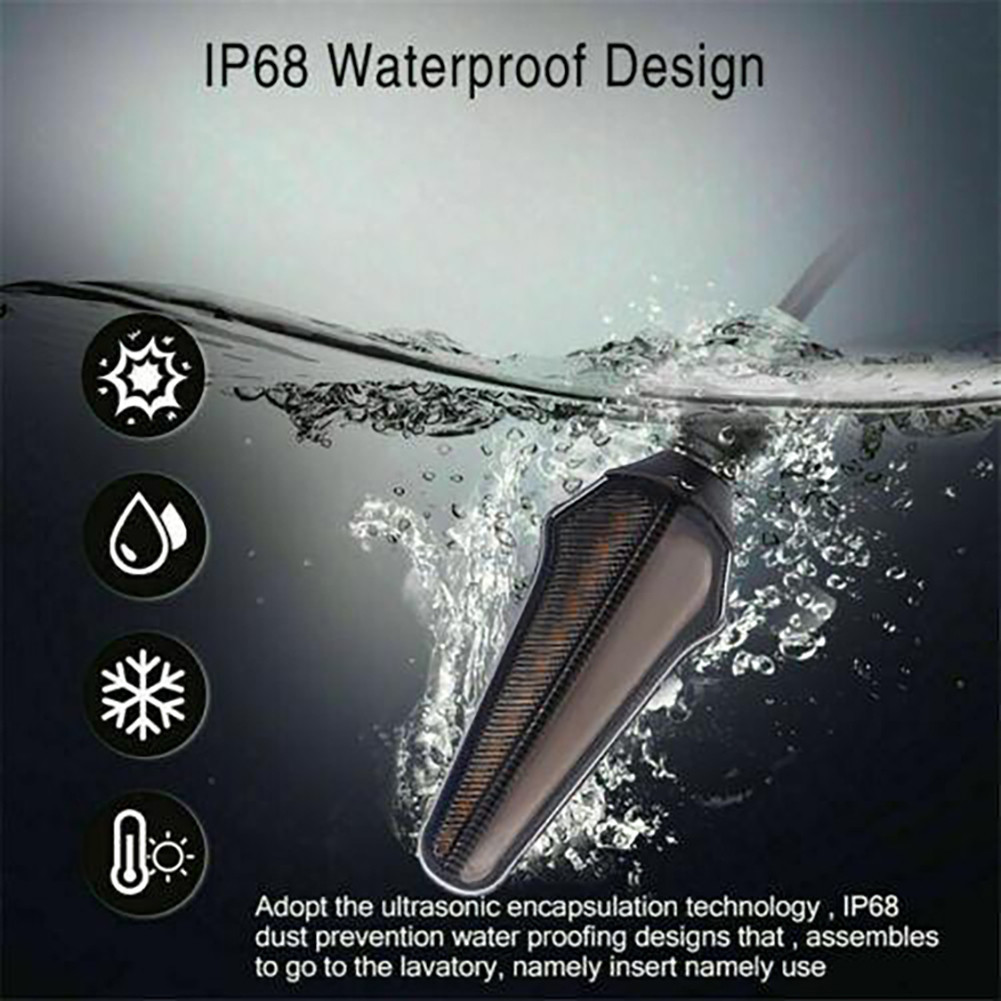 IP68 Waterproof Design
Adopt the ultrasonic encapsulation technology , IP68
dust prevention water proofing designs that , assembles
to go to the lavatory, namely insert namely use